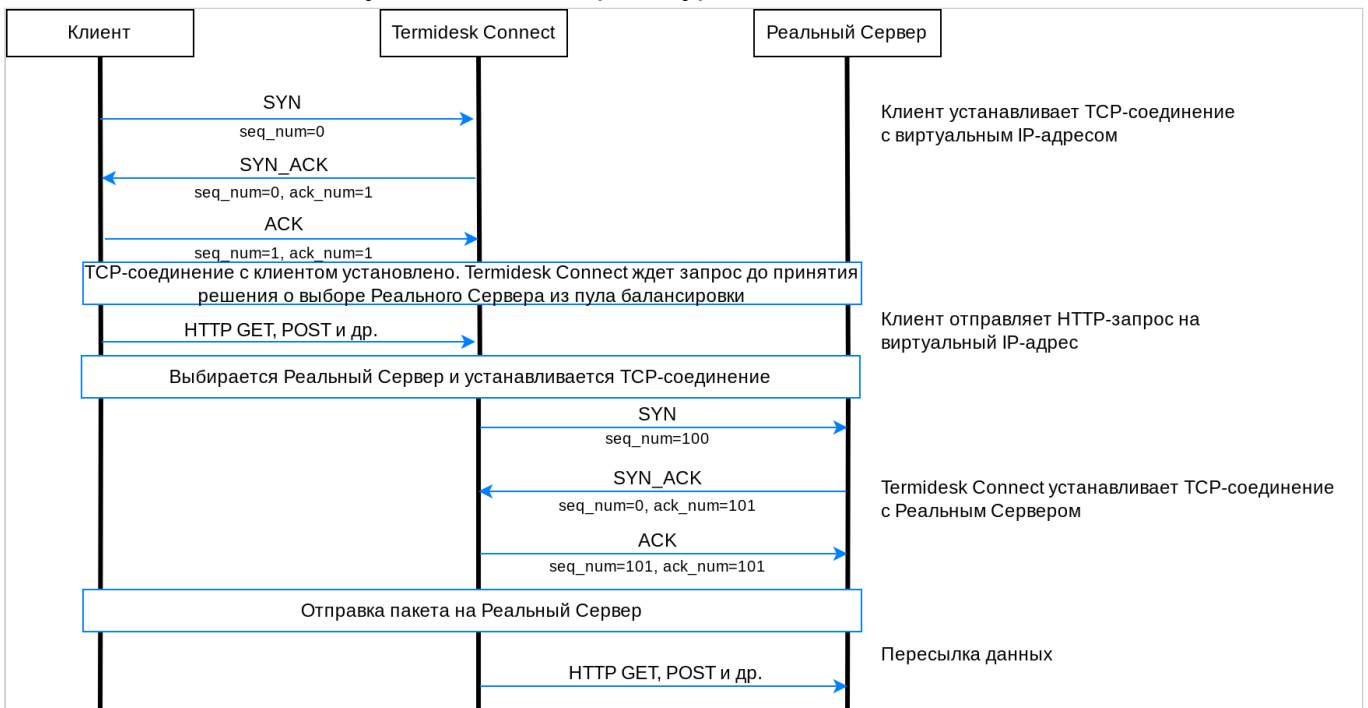 Клиент
Termidesk Connect
Реальный Сервер
SYN
seq_num=0
Клиент устанавливает TCP-соединение
с виртуальным IP-адресом
SYN_ACK
seq_num=0, ack_num=1
ACK
seq_num=1, ack_num=1
TCP-соединение с клиентом установлено. Termidesk Connect ждет запрос до принятия
решения о выборе Реального Сервера из пула балансировки
HTTP GET, POST и др.
Клиент отправляет HTTP-запрос на
виртуальный IP-адрес
Выбирается Реальный Сервер и устанавливается TCP-соединение
SYN
seq_num=100
SYN_ACK
seq_num=0, ack_num=101
Termidesk Connect устанавливает TCP-соединение
с Реальным Сервером
ACK
seq_num=101, ack_num=101
Отправка пакета на Реальный Сервер
Пересылка данных
HTTP GET, POST и др.